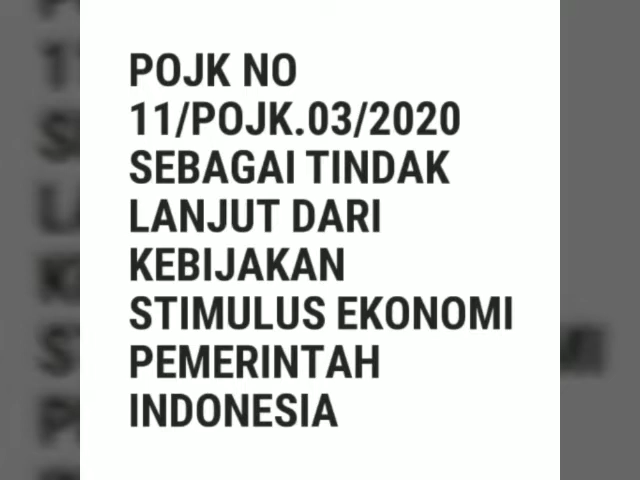 POJK NO
11/POJK.03/2020
SEBAGAI TINDAK
LANJUT DARI
KEBIJAKAN
STIMULUS EKONOMI
PEMERINTAH
INDONESIA